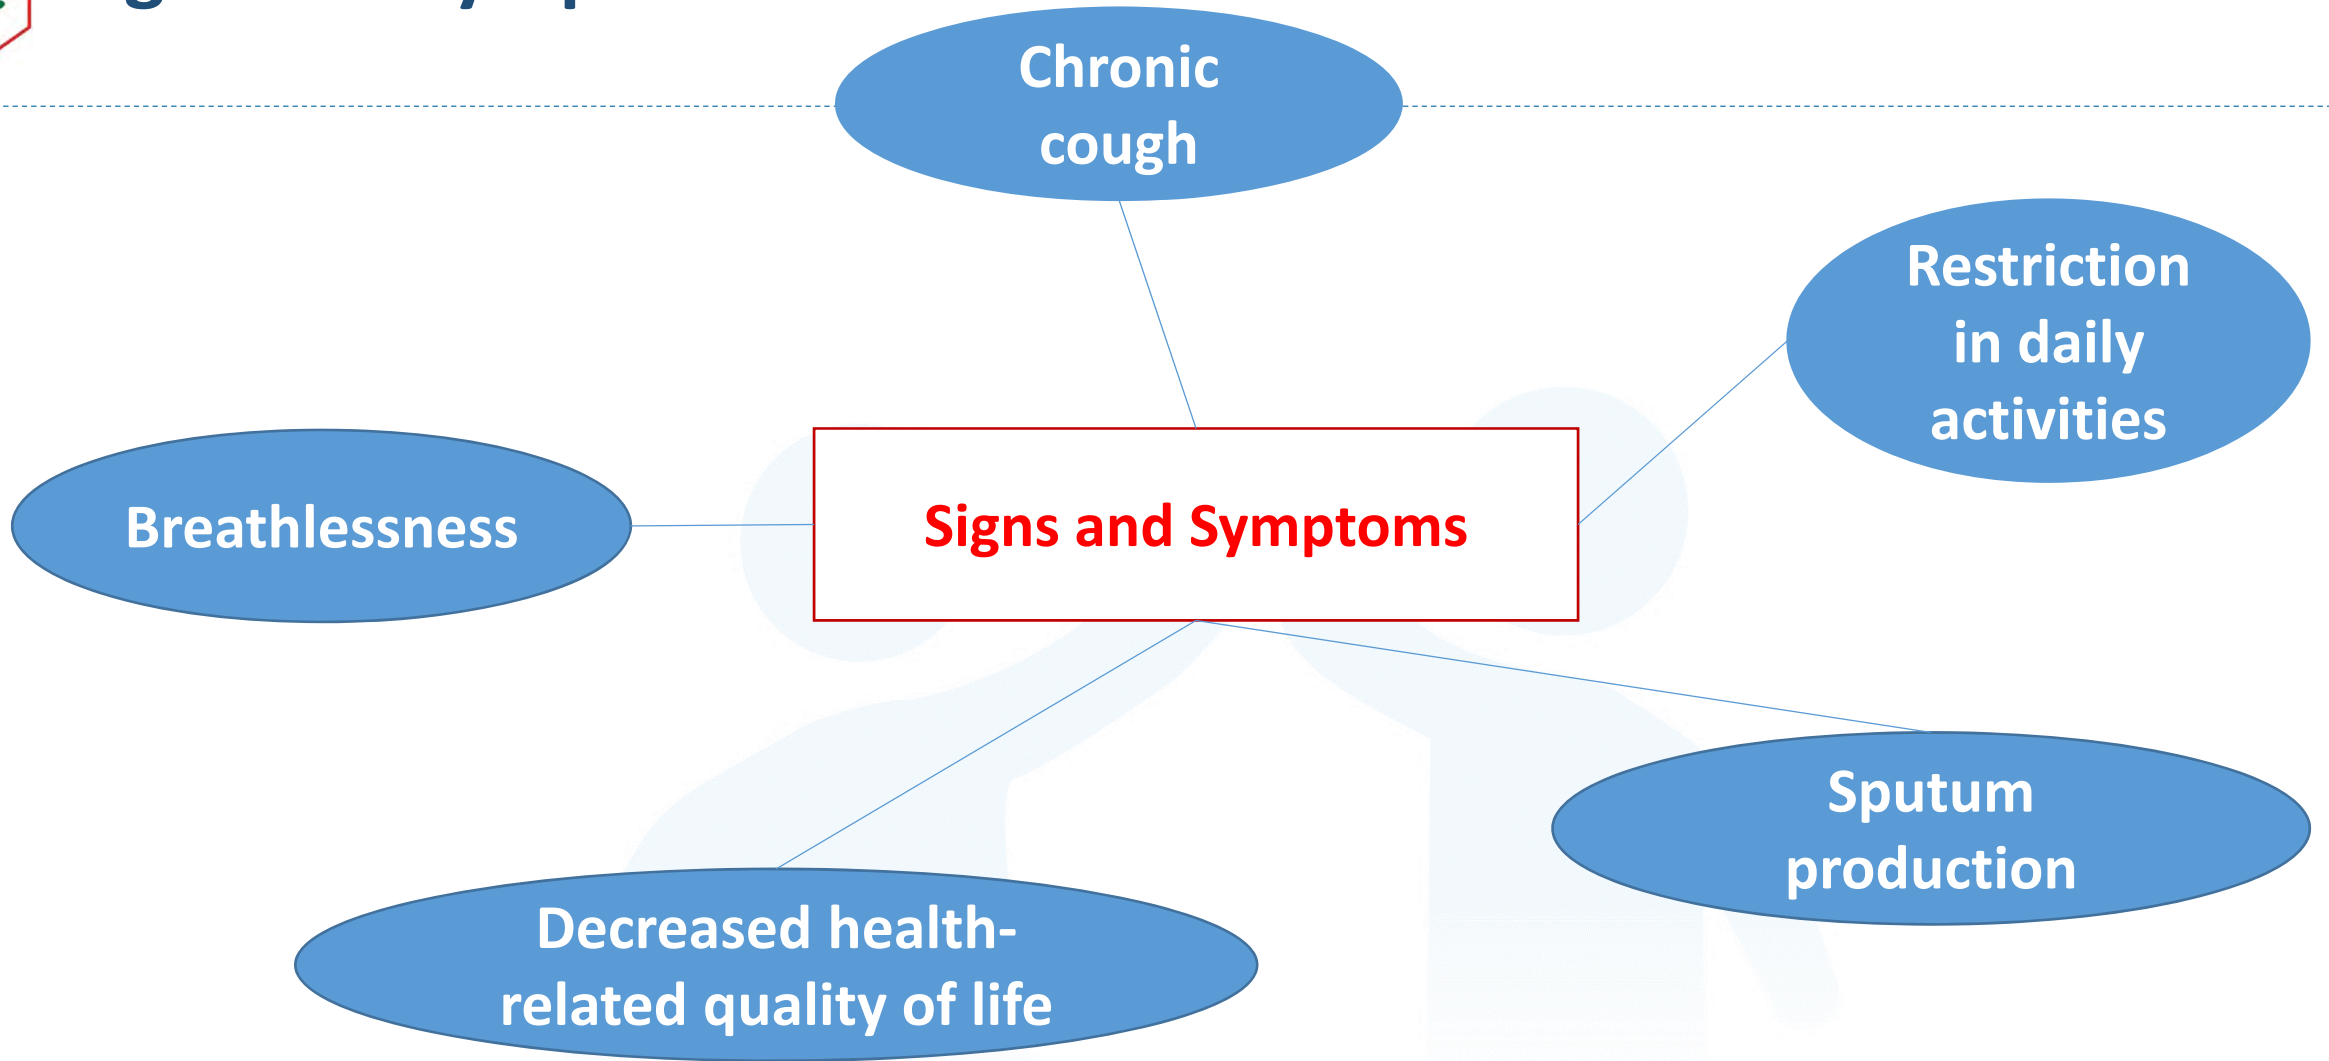 Chronic
cough
Restriction
in daily
activities
Breathlessness
Signs and Symptoms
Sputum
production
Decreased health-
related quality of life